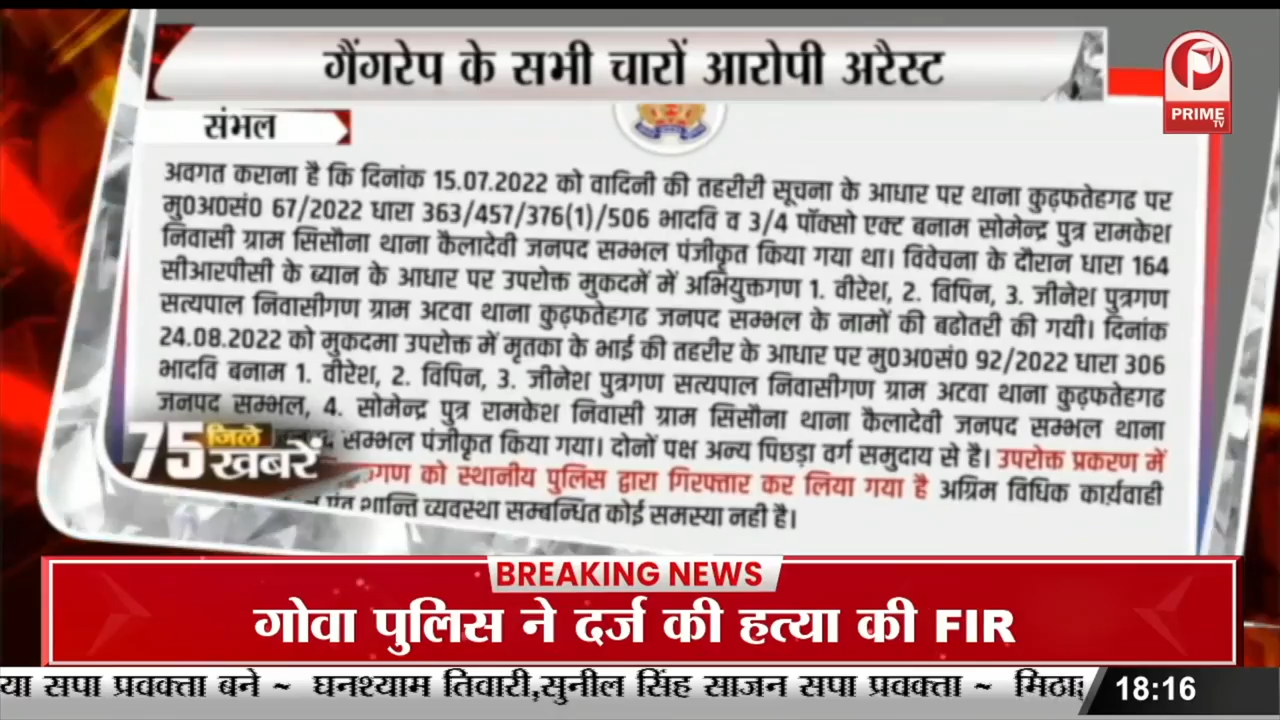 गैंगरेप के सभी चारों आरोपी अरैस्ट
PRIME
TV
संभल
अवगत कराना है कि दिनांक 15.07.2022 को वादिनी की तहरीरी सूचना के आधार पर थाना कुढ़फतेहगढ पर
मु0अ0सं0 67/2022 धारा 363/457/376(1)/506 भादवि व 3/4 पॉक्सो एक्ट बनाम सोमेन्द्र पुत्र रामकेश
निवासी ग्राम सिसौना थाना कैलादेवी जनपद सम्भल पंजीकृत किया गया था। विवेचना के दौरान धारा 164
सीआरपीसी के ब्यान के आधार पर उपरोक्त मुकदमें में अभियुक्तगण 1. वीरेश, 2. विपिन, 3. जीनेश पुत्रगण
सत्यपाल निवासीगण ग्राम अटवा थाना कुढ़फतेहगढ जनपद सम्भल के नामों की बढोतरी की गयी। दिनांक
24.08.2022 को मुकदमा उपरोक्त में मृतका के भाई की तहरीर के आधार पर मु0अ0सं0 92/2022 धारा 306
भादवि बनाम 1. वीरेश, 2. विपिन, 3. जीनेश पुत्रगण सत्यपाल निवासीगण ग्राम अटवा थाना कुढ़फतेहगढ
जनपद सम्भल, 4. सोमेन्द्र पुत्र रामकेश निवासी ग्राम सिसौना थाना कैलादेवी जनपद सम्भल थाना
सम्भल पंजीकृत किया गया। दोनों पक्ष अन्य पिछड़ा वर्ग समुदाय से है। उपरोक्त प्रकरण में
गण को स्थानीय पुलिस द्वारा गिरफ्तार कर लिया गया है अग्रिम विधिक कार्यवाही
शान्ति व्यवस्था सम्बन्धित कोई समस्या नही है।
75 जिले
खबरें
BREAKING NEWS
गोवा पुलिस ने दर्ज की हत्या की FIR
या सपा प्रवक्ता बने ~ घनश्याम तिवारी,सुनील सिंह साजन सपा प्रवक्ता ~
18:16